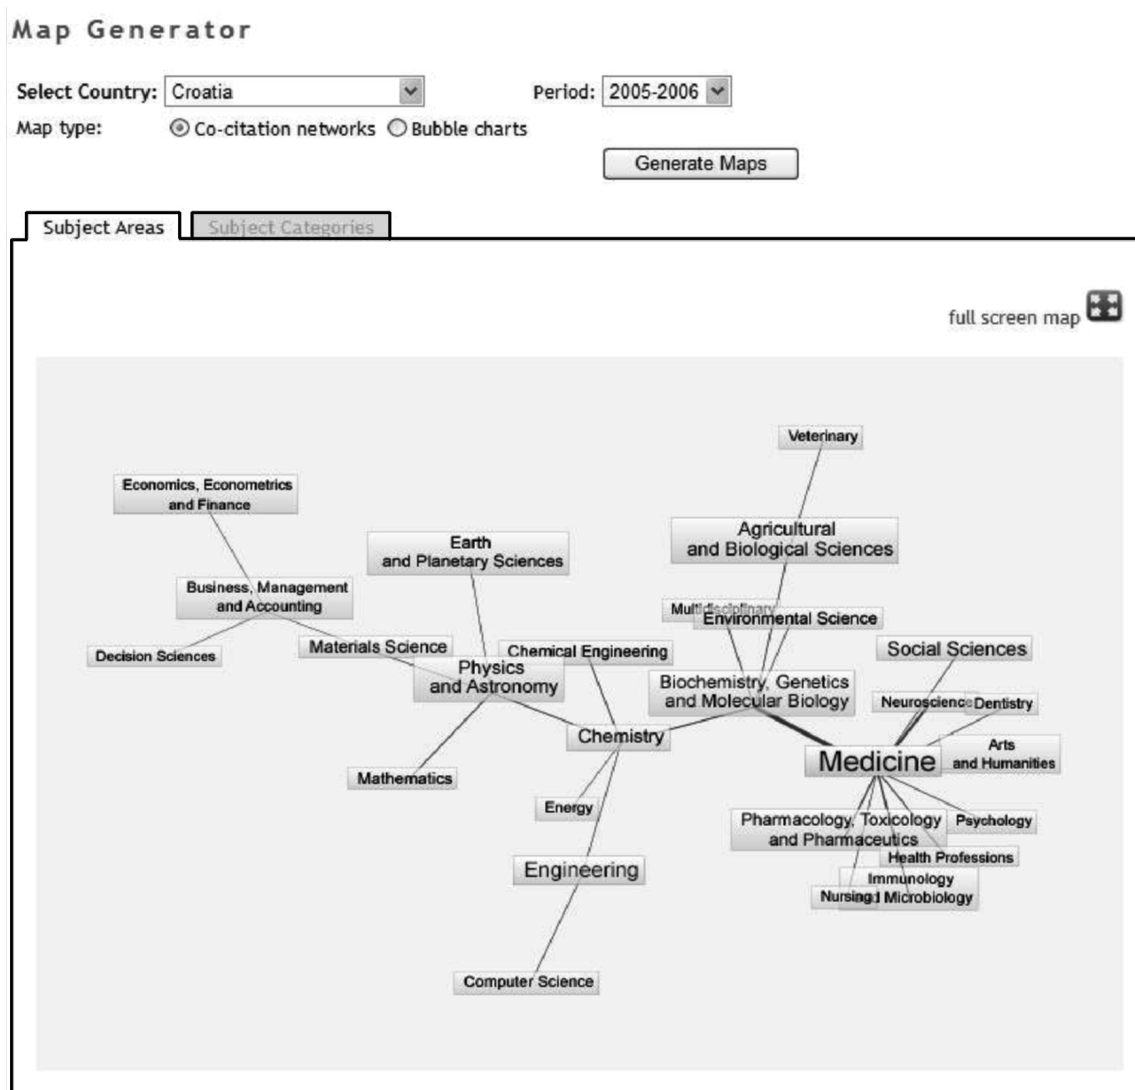 Map Generator
Select Country: Croatia
Period: 2005-2006
Map type: Co-citation networks Bubble charts
Generate Maps
Subject Areas
Subject Categories
full screen map
Veterinary
Economics, Econometrics
and Finance
Agricultural
and Biological Sciences
Earth
and Planetary Sciences
Business, Management
and Accounting
Multidisciplinary
Environmental Science
Decision Sciences
Materials Science
Chemical Engineering
Social Sciences
Physics
and Astronomy
Biochemistry, Genetics
and Molecular Biology
Neuroscience
Dentistry
Chemistry
Medicine
Arts
and Humanities
Mathematics
Energy
Pharmacology, Toxicology
and Pharmaceutics
Psychology
Health Professions
Engineering
Immunology
and Microbiology
Nursing
Computer Science